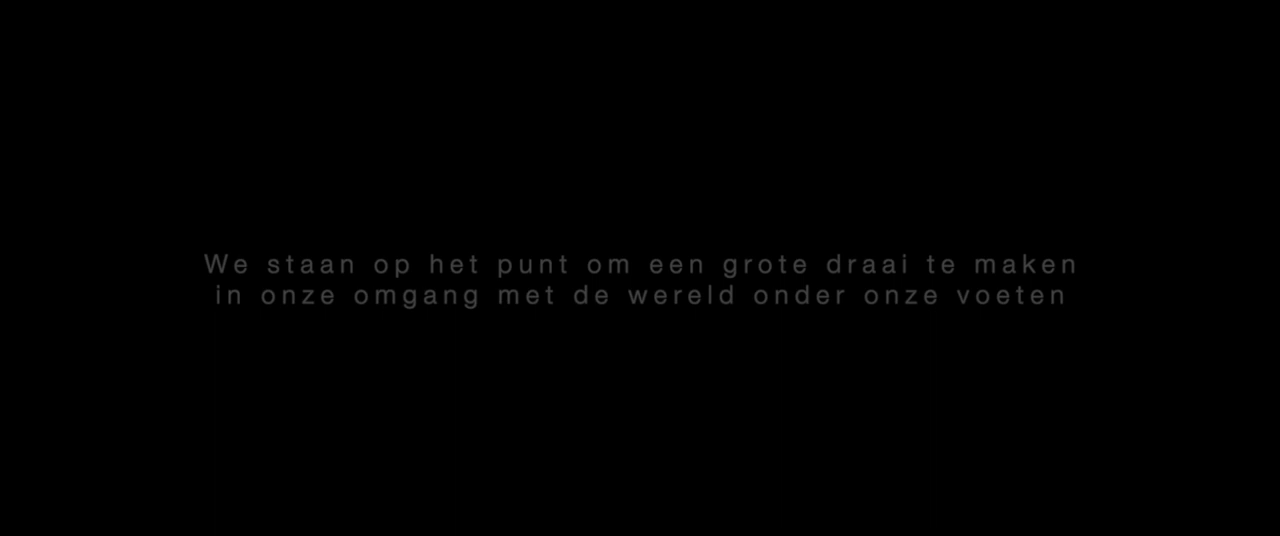 We staan op het punt om een grote draai te maken
in onze omgang met de wereld onder onze voeten